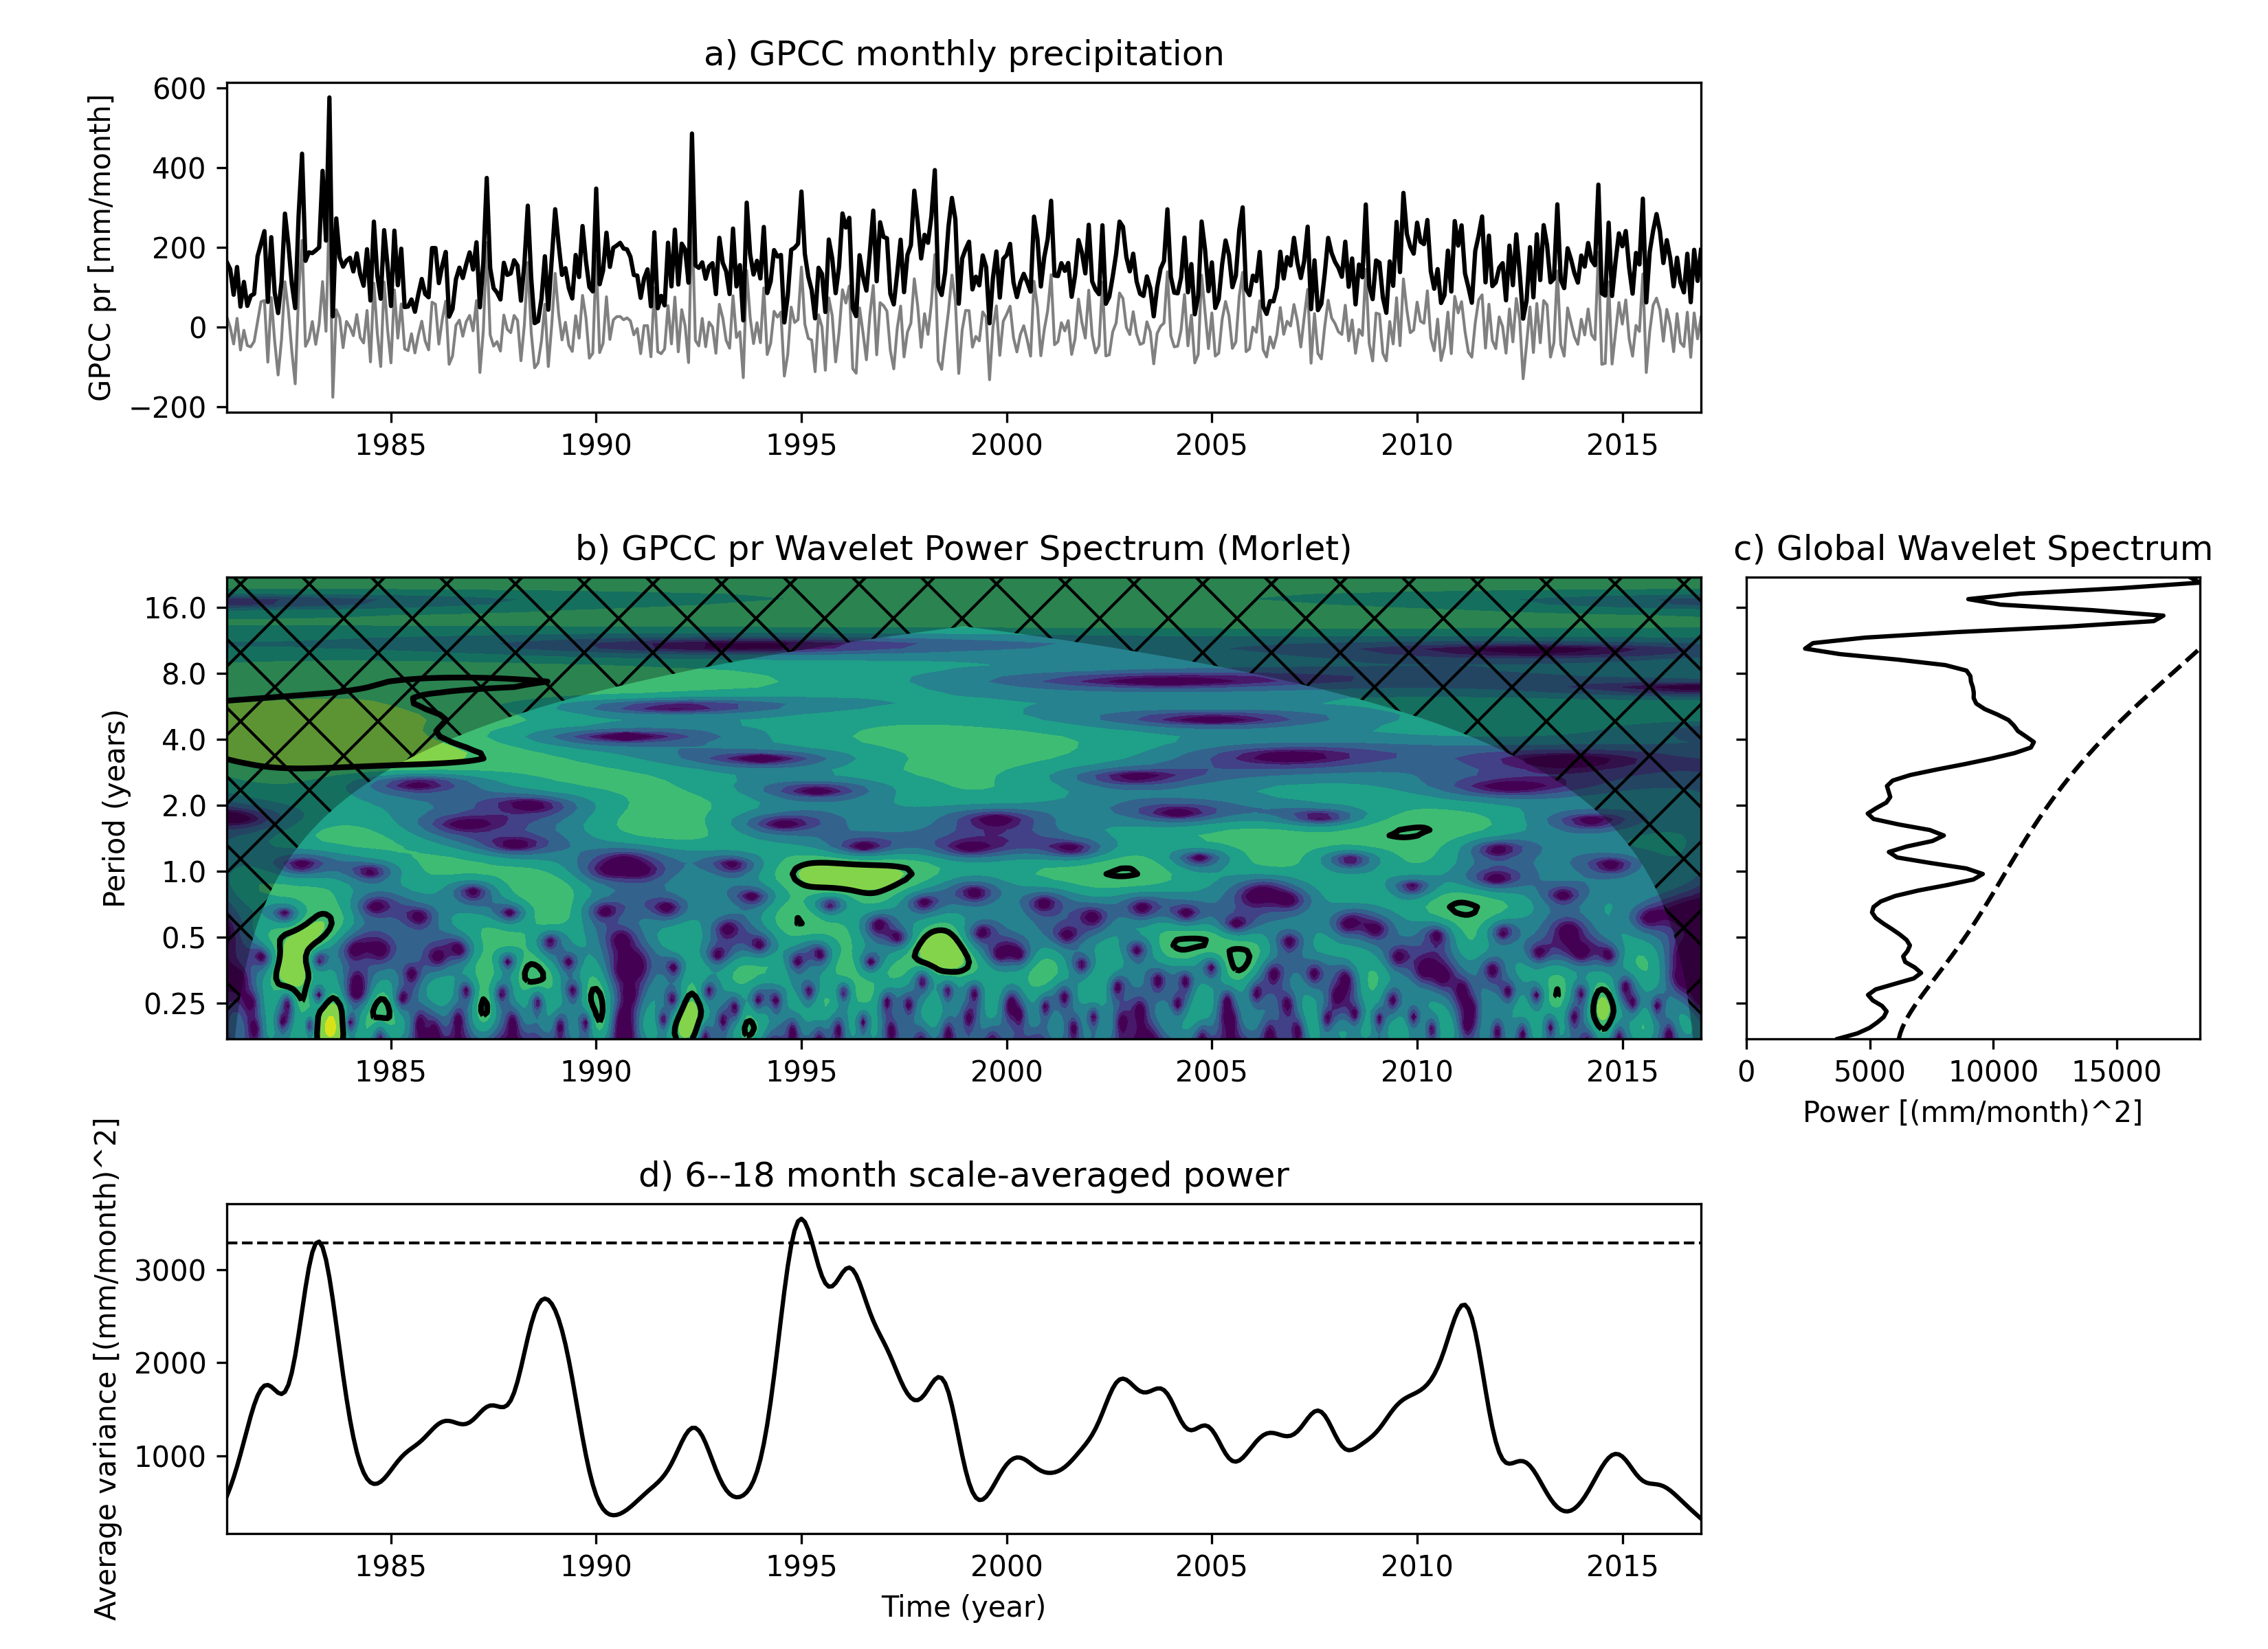 a) GPCC monthly precipitation
GPCC pr [mm/month]
600
400
200
0
−200
1985 1990 1995 2000 2005 2010 2015
b) GPCC pr Wavelet Power Spectrum (Morlet)
Period (years)
16.0
8.0
4.0
2.0
1.0
0.5
0.25
1985 1990 1995 2000 2005 2010 2015
c) Global Wavelet Spectrum
0 5000 10000 15000
Power [(mm/month)^2]
d) 6--18 month scale-averaged power
Average variance [(mm/month)^2]
3000
2000
1000
1985 1990 1995 2000 2005 2010 2015
Time (year)